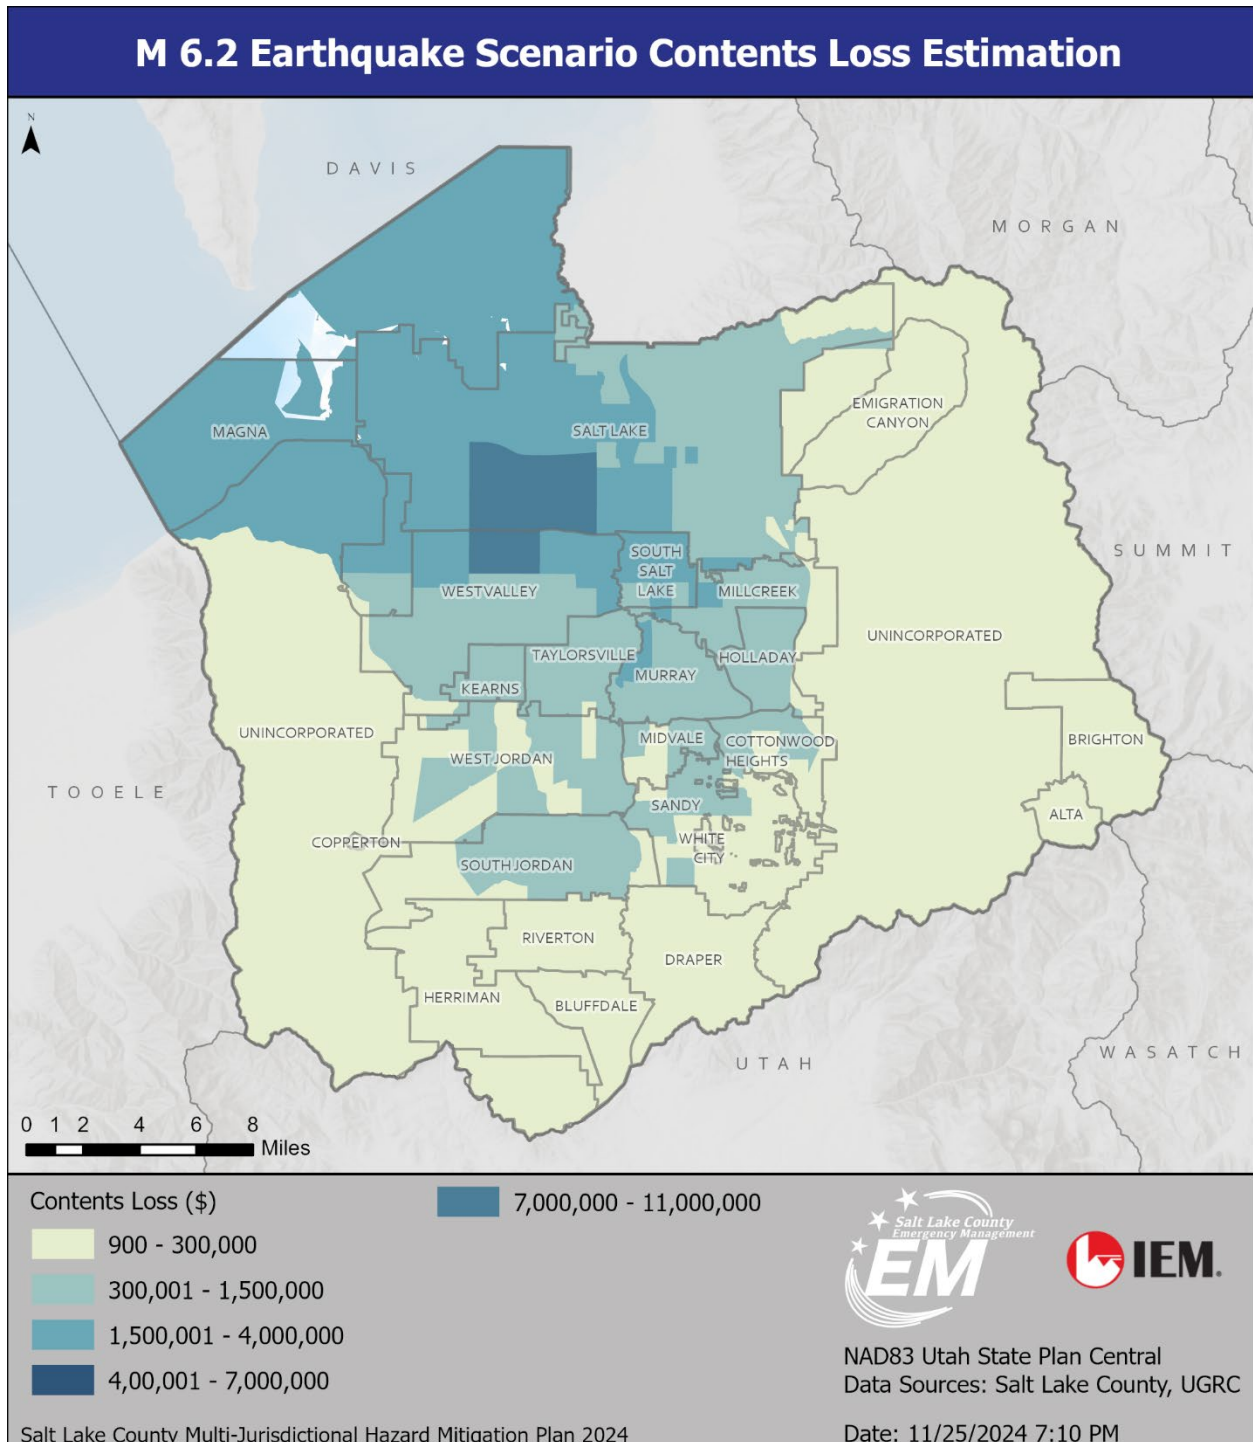 M 6.2 Earthquake Scenario Contents Loss Estimation
N
DAVIS
MORGAN
EMIGRATION
CANYON
MAGNA
SALT LAKE
SUMMIT
SOUTH
SALT
LAKE
WEST VALLEY
MILLCREEK
UNINCORPORATED
TAYLORSVILLE
HOLLADAY
MURRAY
KEARNS
UNINCORPORATED
MIDVALE
COTTONWOOD
HEIGHTS
BRIGHTON
WEST JORDAN
TOOELE
SANDY
ALTA
COPPERTON
WHITE
CITY
SOUTH JORDAN
RIVERTON
DRAPER
HERRIMAN
BLUFFDALE
UTAH
WASATCH
0 1 2 4 6 8
Miles
Contents Loss ($)
900 - 300,000
300,001 - 1,500,000
1,500,001 - 4,000,000
4,00,001 - 7,000,000
7,000,000 - 11,000,000
Salt Lake County
Emergency Management
EM
IEM.
NAD83 Utah State Plan Central
Data Sources: Salt Lake County, UGRC
Salt Lake County Multi-Jurisdictional Hazard Mitigation Plan 2024
Date: 11/25/2024 7:10 PM